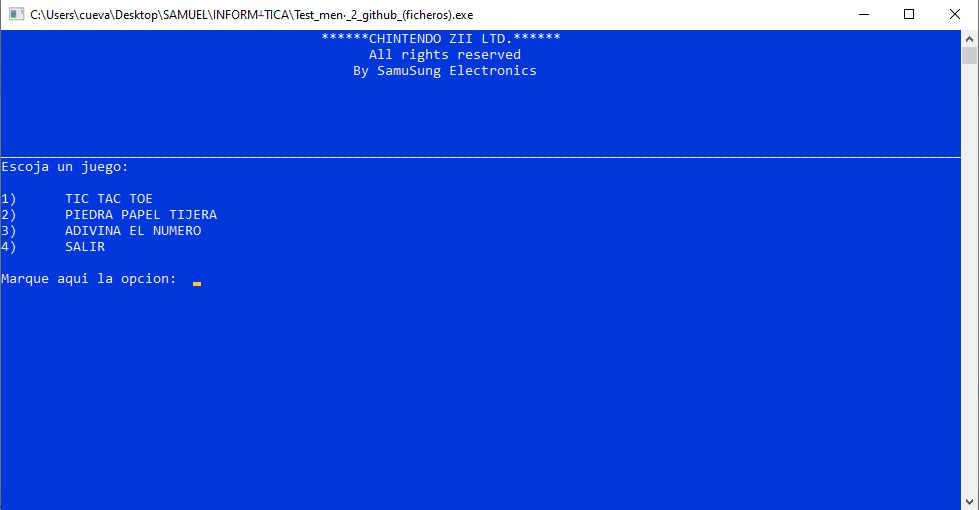 C:\Users\cueva\Desktop\SAMUEL\INFORM┴TICA\Test_men·_2_github_(ficheros).exe
******CHINTENDO ZII LTD.******
All rights reserved
By SamuSung Electronics
Escoja un juego:
1) TIC TAC TOE
2) PIEDRA PAPEL TIJERA
3) ADIVINA EL NUMERO
4) SALIR
Marque aqui la opcion: